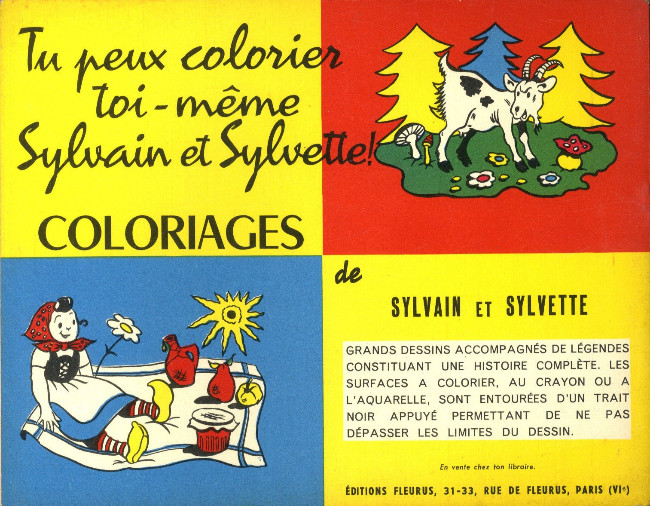 Tu peux colorier
toi-même
Sylvain et Sylvette!
COLORIAGES
de
SYLVAIN ET SYLVETTE
GRANDS DESSINS ACCOMPAGNÉS DE LÉGENDES
CONSTITUANT UNE HISTOIRE COMPLÈTE. LES
SURFACES A COLORIER, AU CRAYON OU A
L'AQUARELLE, SONT ENTOURÉES D'UN TRAIT
NOIR APPUYÉ PERMETTANT DE NE PAS
DÉPASSER LES LIMITES DU DESSIN.
En vente chez ton libraire.
ÉDITIONS FLEURUS, 31-33, RUE DE FLEURUS, PARIS (VIe)